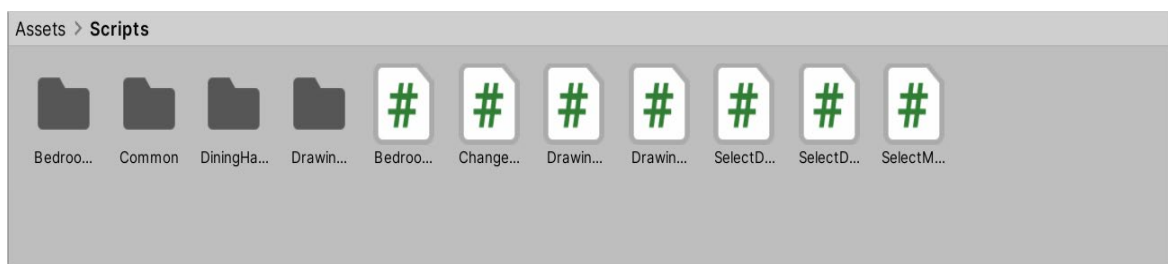 Assets > Scripts
# # # # # # #
Bedroo... Common DiningHa... Drawin... Bedroo... Change... Drawin... Drawin... SelectD... SelectD... SelectM...